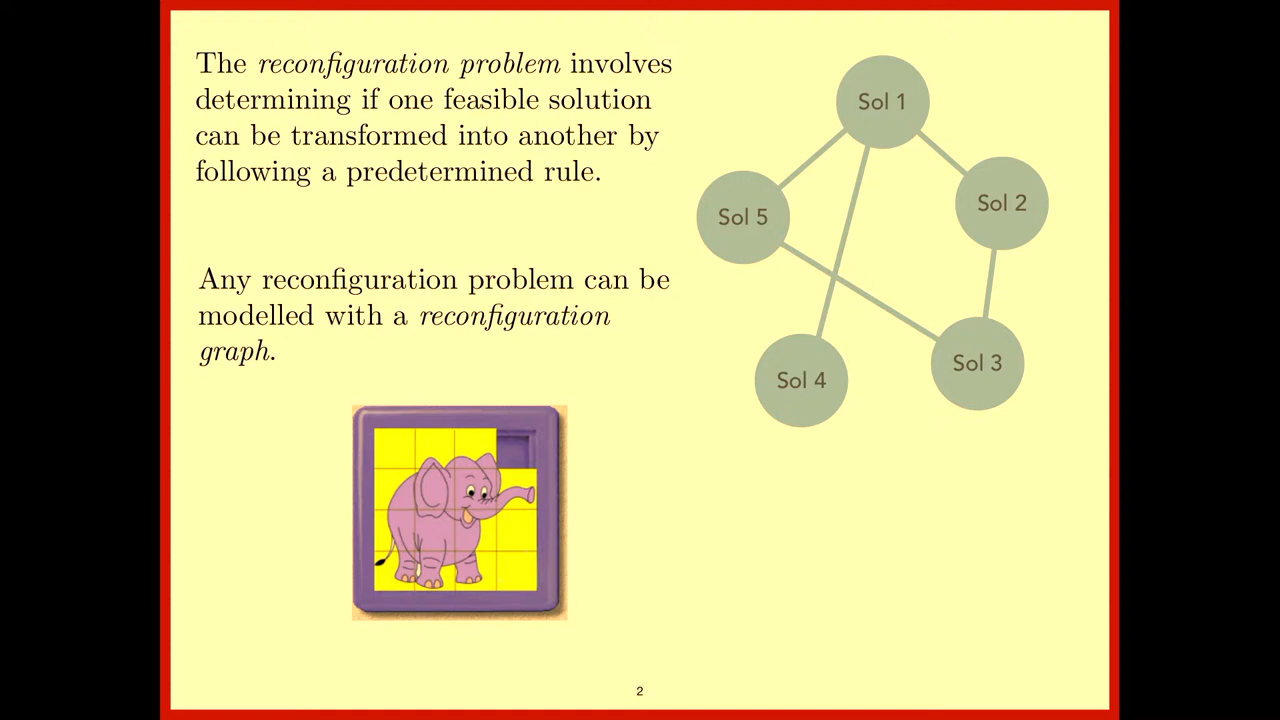 The reconfiguration problem involves
determining if one feasible solution
can be transformed into another by
following a predetermined rule.
Any reconfiguration problem can be
modelled with a reconfiguration
graph.
Sol 1
Sol 2
Sol 5
Sol 3
Sol 4
2